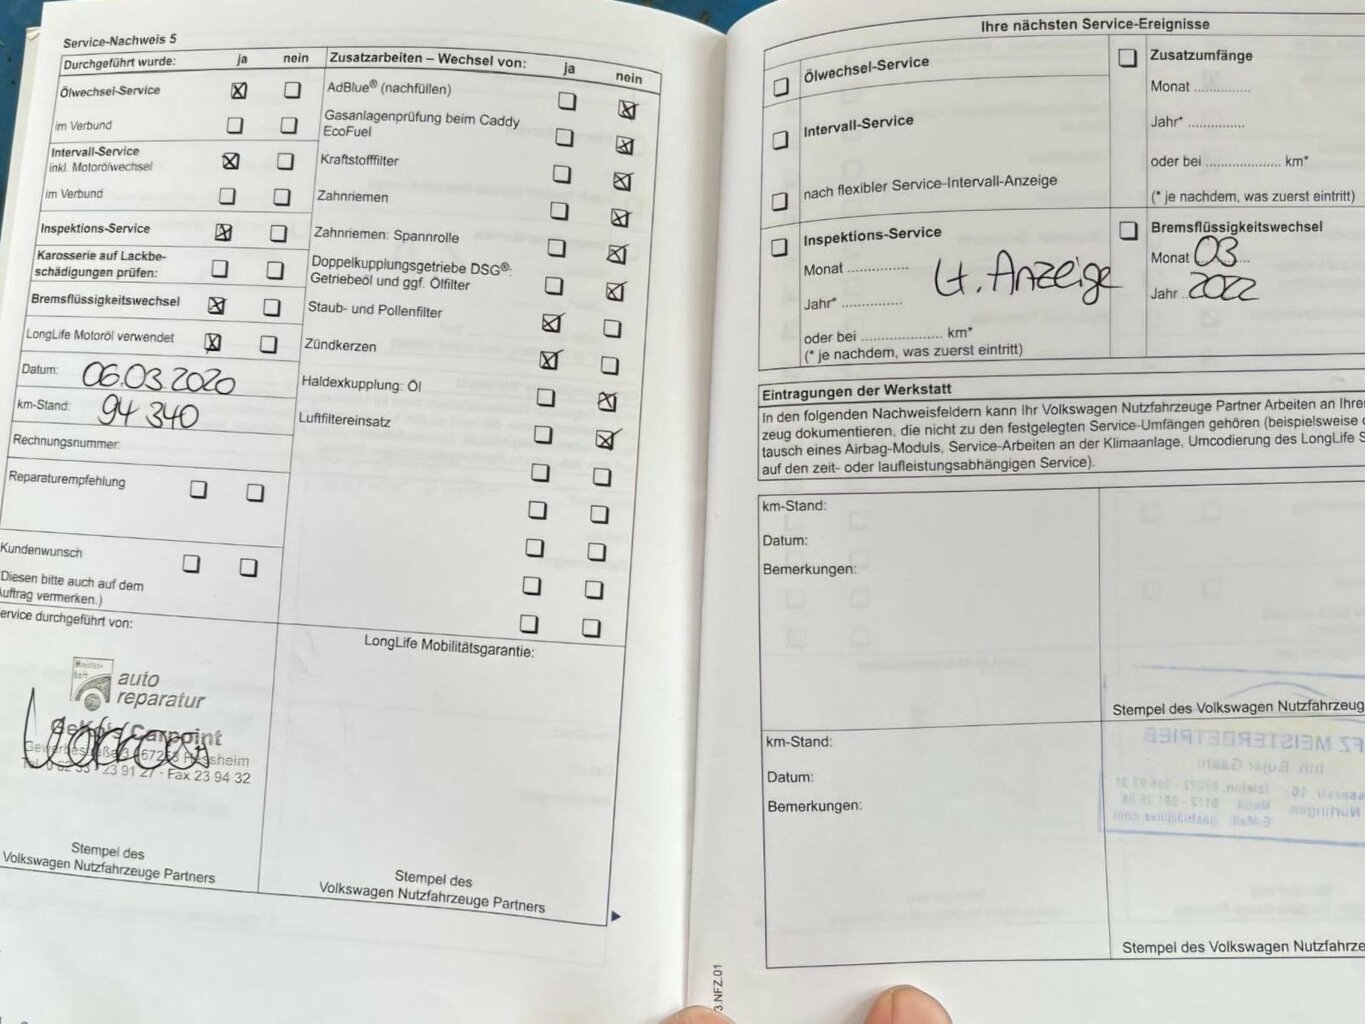 Service-Nachweis 5
Durchgeführt wurde: ja nein
Ölwechsel-Service
im Verbund
Intervall-Service
inkl. Motorölwechsel
im Verbund
Inspektions-Service
Karosserie auf Lackbe-
schädigungen prüfen:
Bremsflüssigkeitswechsel
LongLife Motoröl verwendet
Datum: 06.03.2020
km-Stand: 94 340
Rechnungsnummer:
Reparaturempfehlung
Kundenwunsch
(Diesen bitte auch auf dem
Auftrag vermerken.)
ervice durchgeführt von:
auto
reparatur
Carpoint
Fax 23 94 32
Stempel des
Volkswagen Nutzfahrzeuge Partners
Zusatzarbeiten – Wechsel von: ja nein
AdBlue® (nachfüllen)
Gasanlagenprüfung beim Caddy
EcoFuel
Kraftstofffilter
Zahnriemen
Zahnriemen: Spannrolle
Doppelkupplungsgetriebe DSG®:
Getriebeöl und ggf. Ölfilter
Staub- und Pollenfilter
Zündkerzen
Haldexkupplung: Öl
Luftfiltereinsatz
LongLife Mobilitätsgarantie:
Stempel des
Volkswagen Nutzfahrzeuge Partners
Ihre nächsten Service-Ereignisse
Ölwechsel-Service
Intervall-Service
nach flexibler Service-Intervall-Anzeige
Inspektions-Service
Monat ...............
Jahr* ...............
Lt. Anzeige
oder bei .................... km*
(* je nachdem, was zuerst eintritt)
Zusatzumfänge
Monat ..............
Jahr* ..............
oder bei .................. km*
(* je nachdem, was zuerst eintritt)
Bremsflüssigkeitswechsel
Monat 03
Jahr 2022
Eintragungen der Werkstatt
In den folgenden Nachweisfeldern kann Ihr Volkswagen Nutzfahrzeuge Partner Arbeiten an Ihrem
zeug dokumentieren, die nicht zu den festgelegten Service-Umfängen gehören (beispielsweise
tausch eines Airbag-Moduls, Service-Arbeiten an der Klimaanlage, Umcodierung des LongLife S
auf den zeit- oder laufleistungsabhängigen Service).
km-Stand:
Datum:
Bemerkungen:
Stempel des Volkswagen Nutzfahrzeug
km-Stand:
Datum:
Bemerkungen:
Stempel des Volkswagen Nutzfahrze
3.NFZ.01